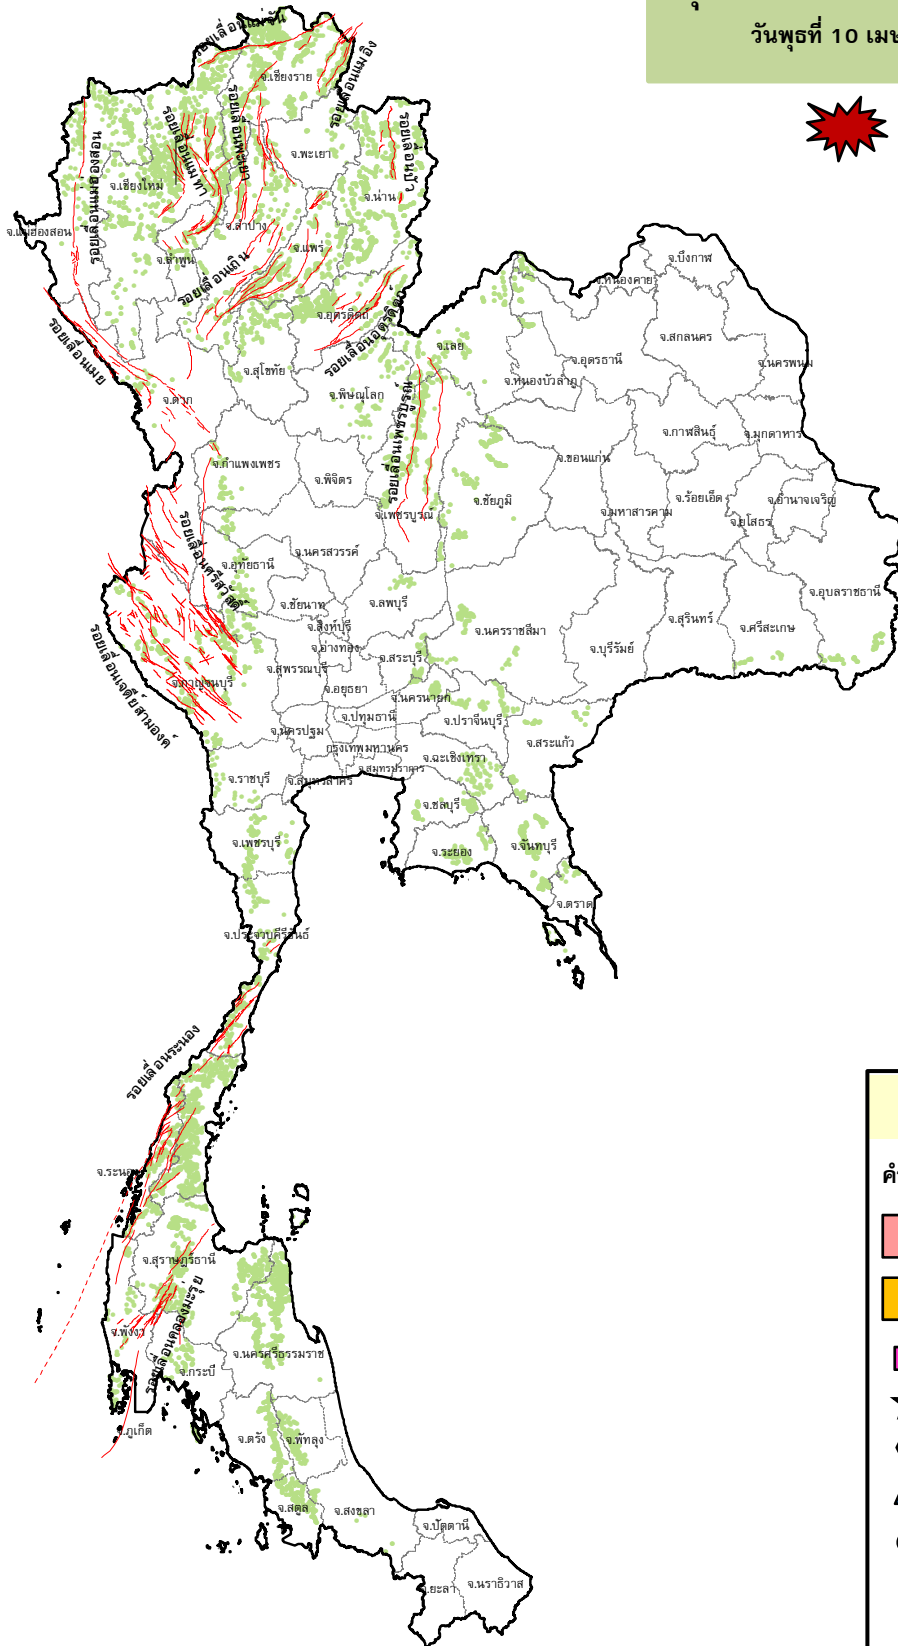 วันพุธที่ 10 เมษ
รอยเลื่อนแม่จัน
จ.เชียงราย
รอยเลื่อนแม่อิง
รอยเลื่อนแม่ฮ่องสอน
รอยเลื่อนแม่ทา
รอยเลื่อนพะเยา
จ.พะเยา
รอยเลื่อนปัว
จ.เชียงใหม่
จ.น่าน
จ.แม่ฮ่องสอน
จ.ลำปาง
จ.แพร่
จ.ลำพูน
รอยเลื่อนเถิน
จ.บึงกาฬ
จ.หนองคาย
จ.อุตรดิตถ์
รอยเลื่อนอุตรดิตถ์
รอยเลื่อนเมย
จ.สุโขทัย
จ.เลย
จ.สกลนคร
จ.อุดรธานี
จ.นครพนม
จ.หนองบัวลำภู
จ.ตาก
จ.พิษณุโลก
รอยเลื่อนเพชรบูรณ์
จ.กาฬสินธุ์
จ.มุกดาหาร
จ.กำแพงเพชร
จ.พิจิตร
จ.ขอนแก่น
จ.ชัยภูมิ
จ.ร้อยเอ็ด
จ.อำนาจเจริญ
จ.เพชรบูรณ์
จ.มหาสารคาม
จ.ยโสธร
รอยเลื่อนศรีสวัสดิ์
จ.นครสวรรค์
จ.อุทัยธานี
จ.อุบลราชธานี
จ.ชัยนาท
จ.ลพบุรี
จ.สิงห์บุรี
จ.นครราชสีมา
จ.สุรินทร์
จ.ศรีสะเกษ
จ.อ่างทอง
จ.บุรีรัมย์
รอยเลื่อนเจดีย์สามองค์
จ.สุพรรณบุรี
จ.สระบุรี
จ.กาญจนบุรี
จ.อยุธยา
จ.นครนายก
จ.ปทุมธานี
จ.ปราจีนบุรี
จ.นครปฐม
จ.สระแก้ว
กรุงเทพมหานคร
จ.ฉะเชิงเทรา
จ.สมุทรปราการ
จ.ราชบุรี
จ.สมุทรสาคร
จ.ชลบุรี
จ.เพชรบุรี
จ.ระยอง
จ.จันทบุรี
จ.ตราด
จ.ประจวบคีรีขันธ์
รอยเลื่อนระนอง
จ.ระนอง
จ.สุราษฎร์ธานี
รอยเลื่อนคลองมะรุ่ย
จ.พังงา
จ.นครศรีธรรมราช
จ.กระบี่
จ.ภูเก็ต
จ.ตรัง
จ.พัทลุง
จ.สตูล
จ.สงขลา
จ.ปัตตานี
จ.ยะลา
จ.นราธิวาส